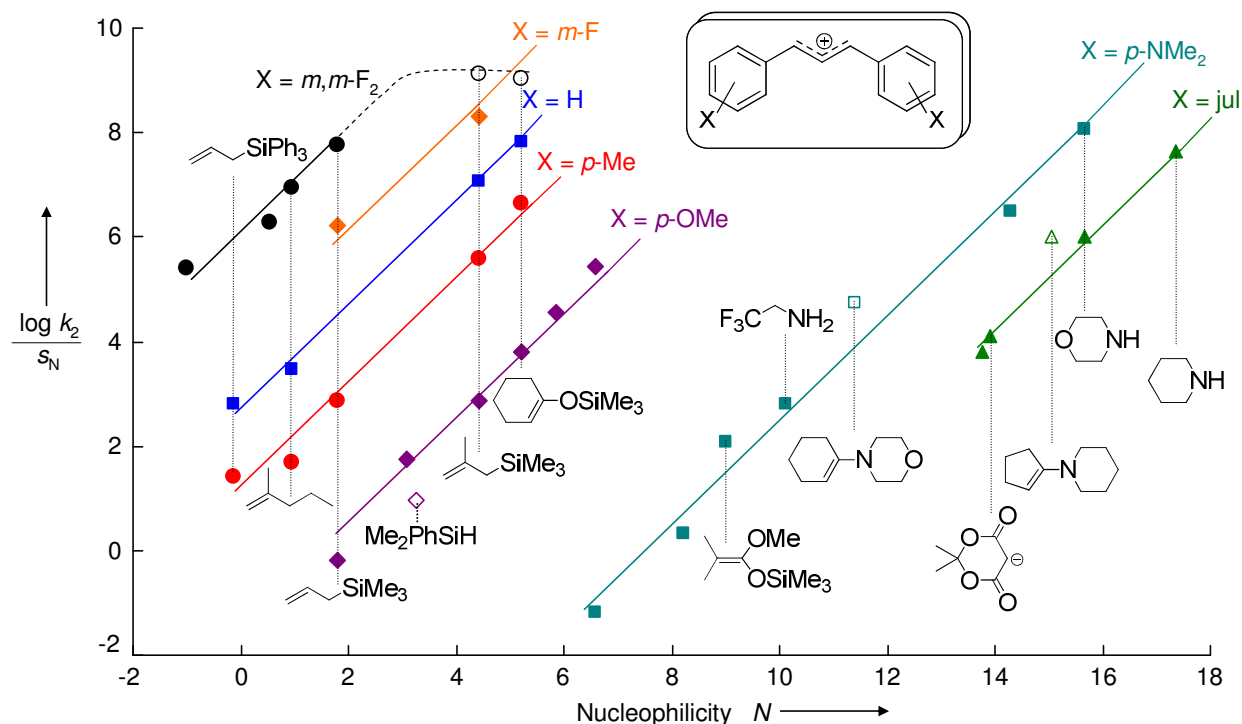 10
8
6
4
2
0
-2
-2
0
2
4
6
8
10
12
14
16
18
log k₂
sN
Nucleophilicity N
X = m,m-F₂
X = m-F
X = H
X = p-Me
X = p-OMe
X = p-NMe₂
X = jul
⊕
X
X
SiPh₃
SiMe₃
Me₂PhSiH
SiMe₃
OSiMe₃
F₃C
NH₂
OMe
OSiMe₃
N
O
N
O
O
O
O
⊖
O
NH
NH